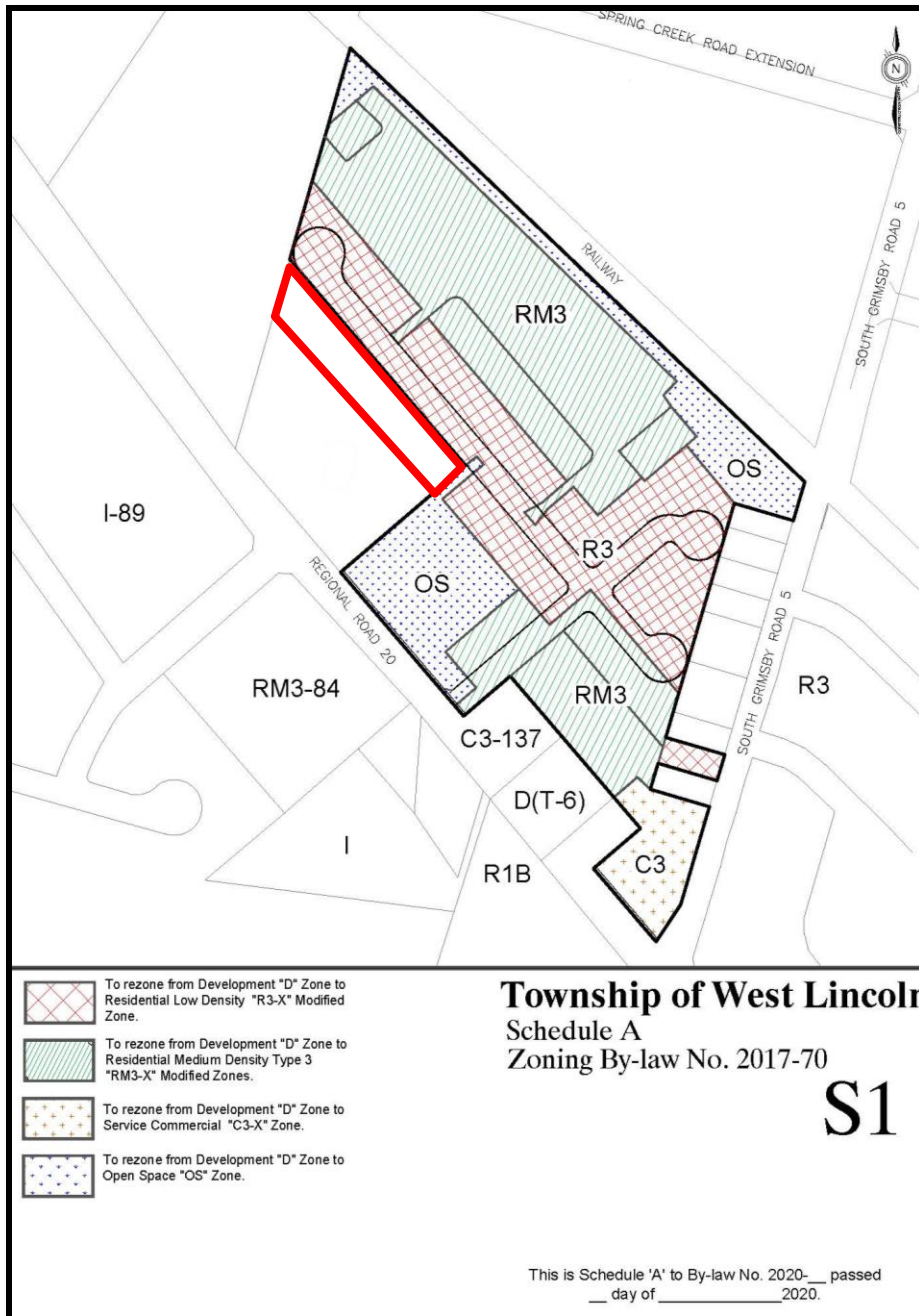 SPRING CREEK ROAD EXTENSION
N
SOUTH GRIMSBY ROAD 5
RAILWAY
RM3
OS
I-89
R3
OS
REGIONAL ROAD 20
SOUTH GRIMSBY ROAD 5
RM3-84
RM3
R3
C3-137
D(T-6)
I
R1B
C3
To rezone from Development "D" Zone to
Residential Low Density "R3-X" Modified
Zone.
To rezone from Development "D" Zone to
Residential Medium Density Type 3
"RM3-X" Modified Zones.
To rezone from Development "D" Zone to
Service Commercial "C3-X" Zone.
To rezone from Development "D" Zone to
Open Space "OS" Zone.
Township of West Lincoln
Schedule A
Zoning By-law No. 2017-70
S1
This is Schedule 'A' to By-law No. 2020-__ passed
__ day of ____________2020.